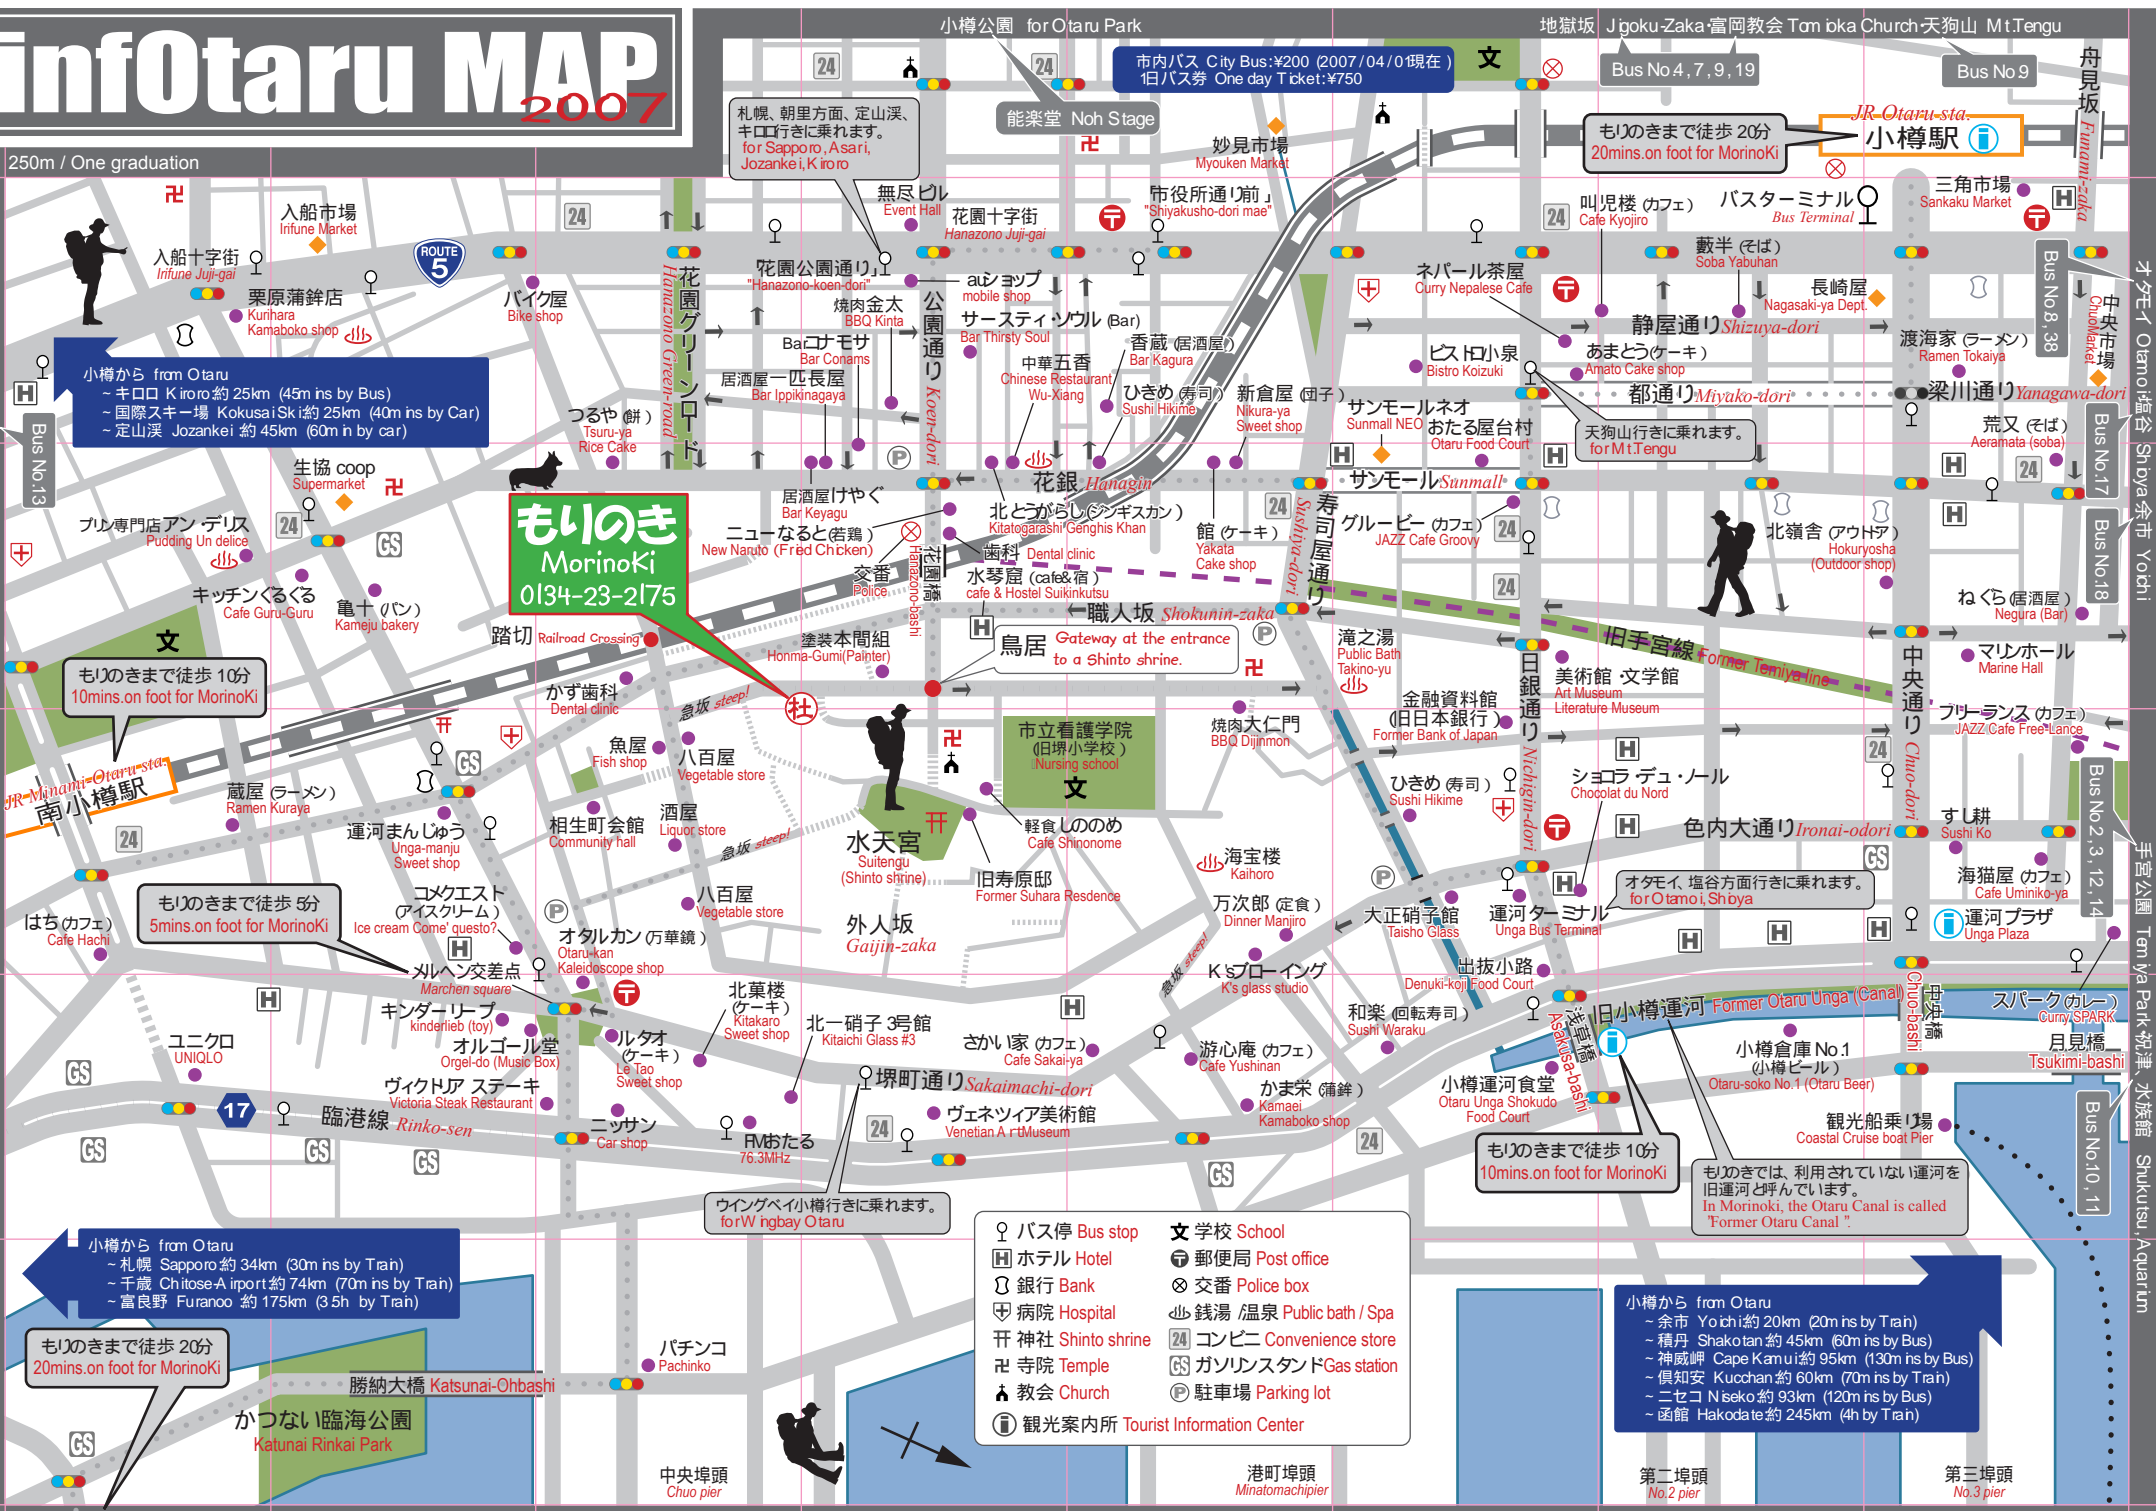 infOtaru MAP
2007
250m / One graduation
小樽公園 for Otaru Park
地獄坂 Jigoku-Zaka・富岡教会 Tomioka Church・天狗山 Mt.Tengu
市内バス City Bus:¥200 (2007/04/01現在)
1日バス券 One day Ticket:¥750
Bus No.4, 7, 9, 19
Bus No.9
舟見坂
Funami-zaka
能楽堂 Noh Stage
札幌、朝里方面、定山渓、
キロロ行きに乗れます。
for Sapporo, Asari,
Jozankei, Kiroro
妙見市場
Myouken Market
もりのきまで徒歩 20分
20mins.on foot for MorinoKi
JR Otaru sta.
小樽駅
入船市場
Irifune Market
入船十字街
Irifune Juji-gai
栗原蒲鉾店
Kurihara
Kamaboko shop
ROUTE
5
バイク屋
Bike shop
花園グリーンロード
Hanazono Green-road
無尽ビル
Event Hall
花園十字街
Hanazono Juji-gai
「市役所通り前」
"Shiyakusho-dori mae"
「花園公園通り」
"Hanazono-koen-dori"
auショップ
mobile shop
公園通り
Koen-dori
焼肉金太
BBQ Kinta
サースティ・ソウル (Bar)
Bar Thirsty Soul
Barコナモサ
Bar Conams
居酒屋一匹長屋
Bar Ippikinagaya
中華五香
Chinese Restaurant
Wu-Xiang
香蔵 (居酒屋)
Bar Kagura
ひきめ (寿司)
Sushi Hikime
新倉屋 (団子)
Nikura-ya
Sweet shop
つるや (餅)
Tsuru-ya
Rice Cake
叫児楼 (カフェ)
Cafe Kyojiro
バスターミナル
Bus Terminal
三角市場
Sankaku Market
藪半 (そば)
Soba Yabuhan
ネパール茶屋
Curry Nepalese Cafe
長崎屋
Nagasaki-ya Dept.
静屋通り Shizuya-dori
ビストロ小泉
Bistro Koizuki
あまとう(ケーキ)
Amato Cake shop
渡海家 (ラーメン)
Ramen Tokaiya
中央市場
ChuoMarket
Bus No.8, 38
都通り Miyako-dori
梁川通り Yanagawa-dori
サンモールネオ
Sunmall NEO
おたる屋台村
Otaru Food Court
天狗山行きに乗れます。
for Mt.Tengu
荒又 (そば)
Aeramata (soba)
Bus No.17
Bus No.18
オタモイ Otamoi・塩谷 Shioya・余市 Yoichi
小樽から from Otaru
~キロロ Kiroro:約 25km (45mins by Bus)
~国際スキー場 Kokusai Ski:約 25km (40mins by Car)
~定山渓 Jozankei 約 45km (60min by car)
Bus No.13
生協 coop
Supermarket
プリン専門店アン・デリス
Pudding Un delice
キッチンぐるぐる
Cafe Guru-Guru
亀十 (パン)
Kameju bakery
もりのき
MorinoKi
0134-23-2175
居酒屋けやぐ
Bar Keyagu
ニューなると(若鶏)
New Naruto (Fried Chicken)
花銀 Hanagin
北とうがらし(ジンギスカン)
Kitatogarashi Genghis Khan
歯科 Dental clinic
水琴窟 (cafe&宿)
cafe & Hostel Suikinkutsu
館 (ケーキ)
Yakata
Cake shop
交番
Police
花園橋
Hanazono-bashi
サンモール Sunmall
寿司屋通り
Sushiya-dori
グルービー (カフェ)
JAZZ Cafe Groovy
北嶺舎 (アウトドア)
Hokuryosha
(Outdoor shop)
ねぐら(居酒屋)
Negura (Bar)
職人坂 Shokunin-zaka
踏切 Railroad Crossing
塗装本間組
Honma-Gumi(Painter)
鳥居 Gateway at the entrance
to a Shinto shrine.
滝之湯
Public Bath
Takino-yu
旧手宮線 Former Temiya line
マリンホール
Marine Hall
日銀通り
Nichigin-dori
美術館・文学館
Art Museum
Literature Museum
金融資料館
(旧日本銀行)
Former Bank of Japan
中央通り
Chuo-dori
フリーランス (カフェ)
JAZZ Cafe Free-Lance
もりのきまで徒歩 10分
10mins.on foot for MorinoKi
JR Minami-Otaru sta.
南小樽駅
かず歯科
Dental clinic
急坂 steep!
社
魚屋
Fish shop
八百屋
Vegetable store
蔵屋 (ラーメン)
Ramen Kuraya
運河まんじゅう
Unga-manju
Sweet shop
相生町会館
Community hall
酒屋
Liquor store
急坂 steep!
市立看護学院
(旧堺小学校)
Nursing school
焼肉大仁門
BBQ Dijinmon
水天宮
Suitengu
(Shinto shrine)
軽食しののめ
Cafe Shinonome
旧寿原邸
Former Suhara Resdence
外人坂
Gaijin-zaka
ひきめ (寿司)
Sushi Hikime
ショコラ・デュ・ノール
Chocolat du Nord
色内大通り Ironai-odori
すし耕
Sushi Ko
海猫屋 (カフェ)
Cafe Uminiko-ya
Bus No 2, 3, 12, 14
海宝楼
Kaihoro
万次郎 (定食)
Dinner Manjiro
大正硝子館
Taisho Glass
運河ターミナル
Unga Bus Terminal
オタモイ、塩谷方面行きに乗れます。
for Otamoi, Shioya
運河プラザ
Unga Plaza
もりのきまで徒歩 5分
5mins.on foot for MorinoKi
はち(カフェ)
Cafe Hachi
コメクエスト
(アイスクリーム)
Ice cream Come' questo?
八百屋
Vegetable store
オタルカン (万華鏡)
Otaru-kan
Kaleidoscope shop
メルヘン交差点
Marchen square
キンダーリープ
kinderlieb (toy)
オルゴール堂
Orgel-do (Music Box)
ルタオ
(ケーキ)
Le Tao
Sweet shop
北菓楼
(ケーキ)
Kitakaro
Sweet shop
北一硝子 3号館
Kitaichi Glass #3
K'sブローイング
K's glass studio
急坂 steep!
さかい家 (カフェ)
Cafe Sakai-ya
游心庵 (カフェ)
Cafe Yushinan
和楽 (回転寿司)
Sushi Waraku
出抜小路
Denuki-koji Food Court
旧小樽運河 Former Otaru Unga (Canal)
浅草橋
Asakusa-bashi
中央橋
Chuo-bashi
スパーク(カレー)
Curry SPARK
月見橋
Tsukimi-bashi
ユニクロ
UNIQLO
ヴィクトリア ステーキ
Victoria Steak Restaurant
17
臨港線 Rinko-sen
ニッサン
Car shop
FMおたる
76.3MHz
堺町通り Sakaimachi-dori
ヴェネツィア美術館
Venetian Art Museum
かま栄 (蒲鉾)
Kamaei
Kamaboko shop
小樽運河食堂
Otaru Unga Shokudo
Food Court
小樽倉庫 No.1
(小樽ビール)
Otaru-soko No.1 (Otaru Beer)
観光船乗り場
Coastal Cruise boat Pier
Bus No.10, 11
手宮公園 Temiya Park・祝津、水族館 Shukutsu, Aquarium
もりのきまで徒歩 10分
10mins.on foot for MorinoKi
もりのきでは、利用されていない運河を
旧運河と呼んでいます。
In Morinoki, the Otaru Canal is called
"Former Otaru Canal ".
ウイングベイ小樽行きに乗れます。
for Wingbay Otaru
小樽から from Otaru
~札幌 Sapporo:約 34km (30mins by Train)
~千歳 Chitose-Airport:約 74km (70mins by Train)
~富良野 Furanoo :約 175km (3.5h by Train)
もりのきまで徒歩 20分
20mins.on foot for MorinoKi
勝納大橋 Katsunai-Ohbashi
かつない臨海公園
Katunai Rinkai Park
パチンコ
Pachinko
中央埠頭
Chuo pier
バス停 Bus stop
ホテル Hotel
銀行 Bank
病院 Hospital
神社 Shinto shrine
寺院 Temple
教会 Church
文 学校 School
郵便局 Post office
交番 Police box
銭湯/温泉 Public bath / Spa
24 コンビニ Convenience store
GS ガソリンスタンド Gas station
P 駐車場 Parking lot
観光案内所 Tourist Information Center
港町埠頭
Minatomachipier
小樽から from Otaru
~余市 Yoichi:約 20km (20mins by Train)
~積丹 Shakotan:約 45km (60mins by Bus)
~神威岬 Cape Kamui:約 95km (130mins by Bus)
~倶知安 Kucchan:約 60km (70mins by Train)
~ニセコ Niseko:約 93km (120mins by Bus)
~函館 Hakodate:約 245km (4h by Train)
第二埠頭
No.2 pier
第三埠頭
No.3 pier